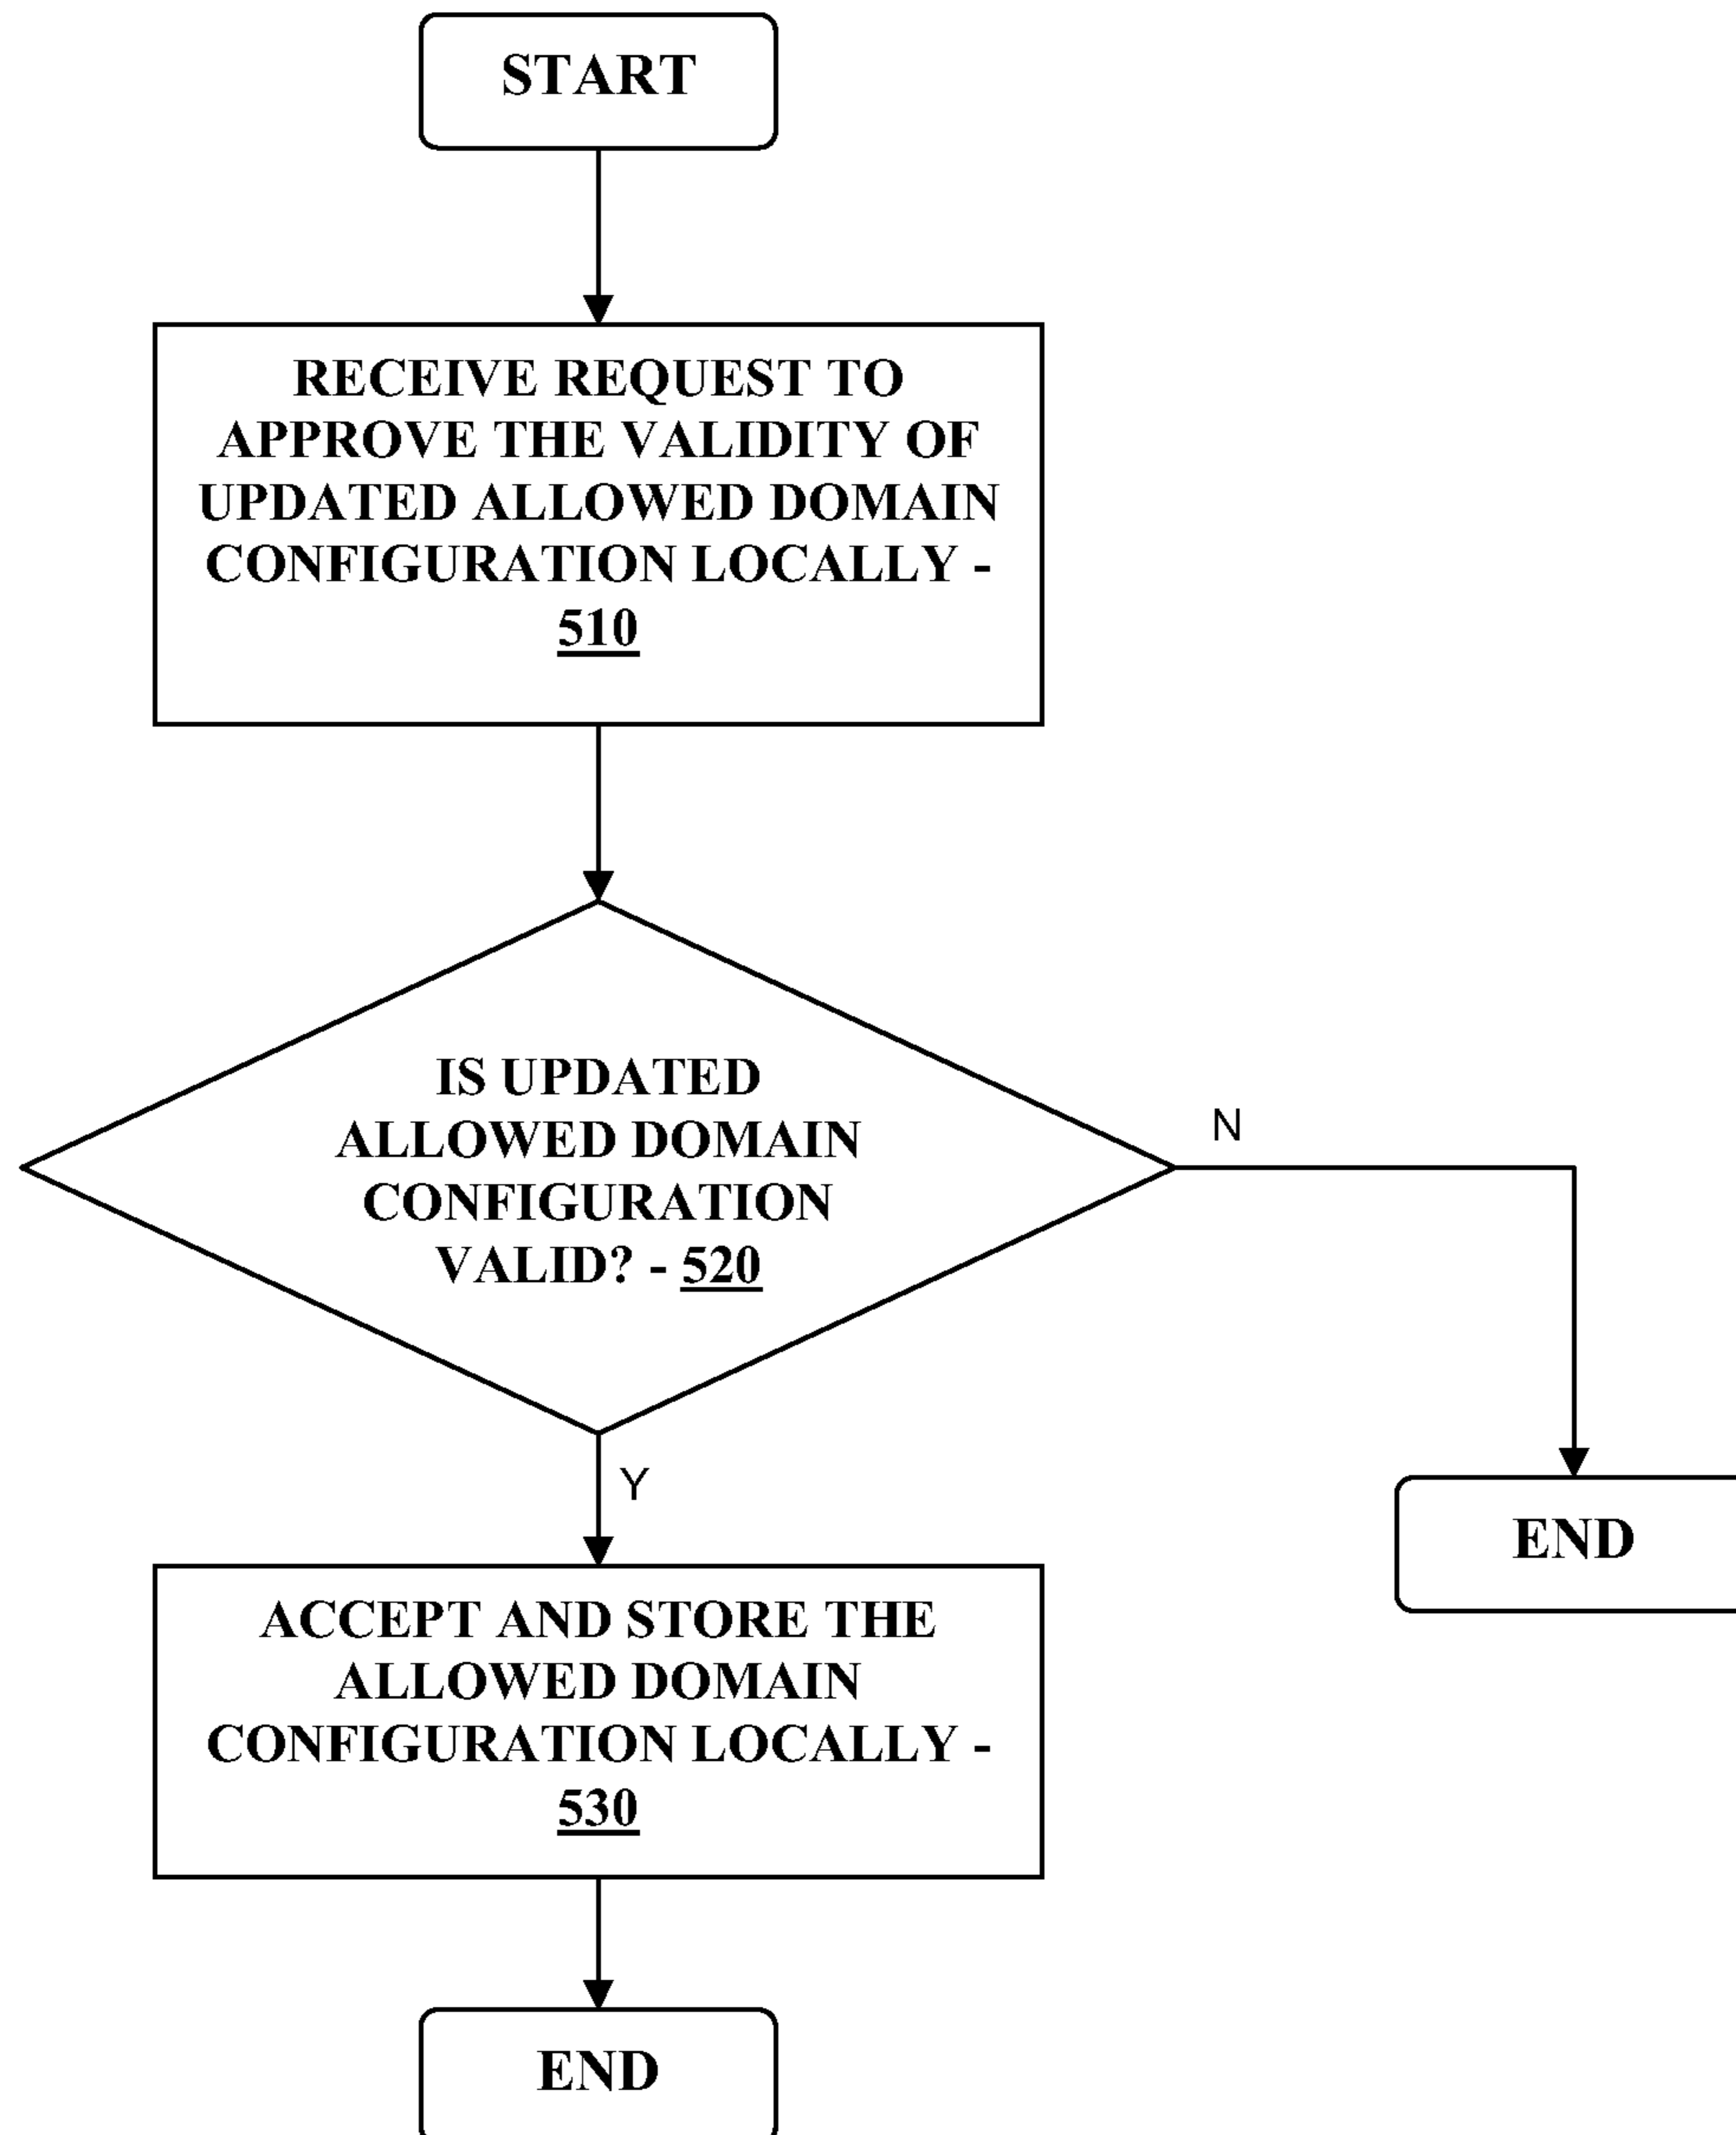 START
RECEIVE REQUEST TO
APPROVE THE VALIDITY OF
UPDATED ALLOWED DOMAIN
CONFIGURATION LOCALLY -
510
IS UPDATED
ALLOWED DOMAIN
CONFIGURATION
VALID? - 520
N
Y
END
ACCEPT AND STORE THE
ALLOWED DOMAIN
CONFIGURATION LOCALLY -
530
END